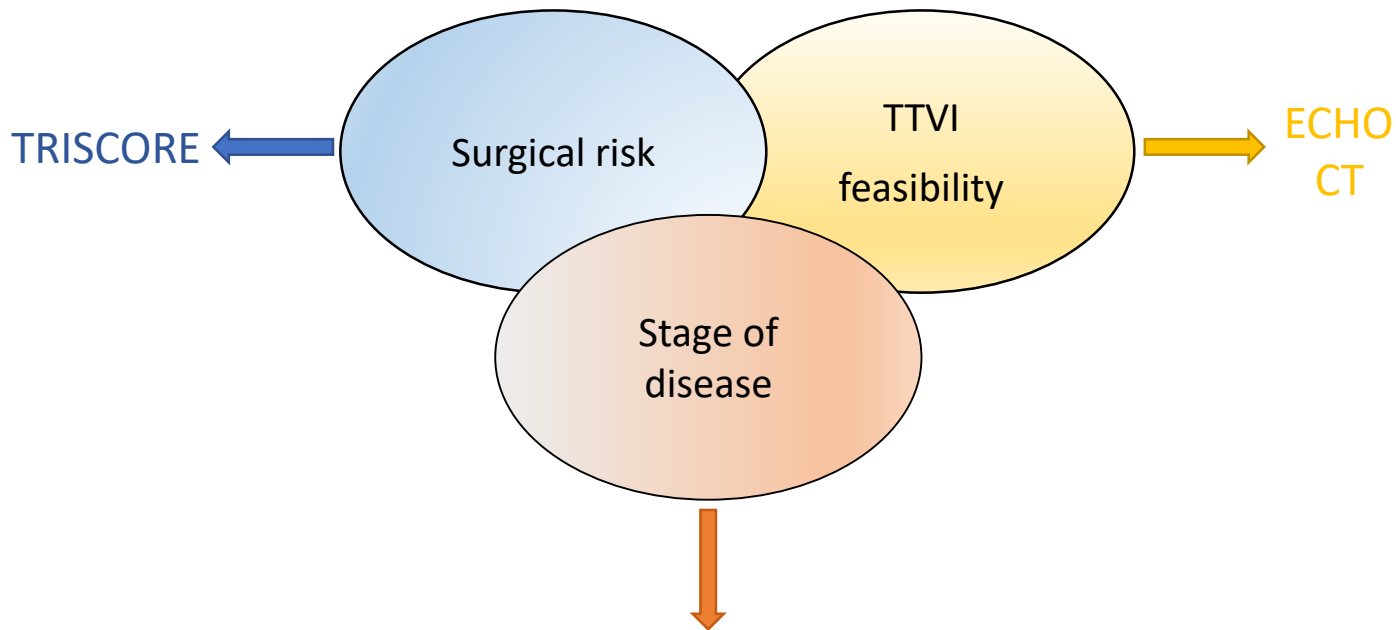 TRISCORE
Surgical risk
TTVI
feasibility
ECHO
CT
Stage of
disease